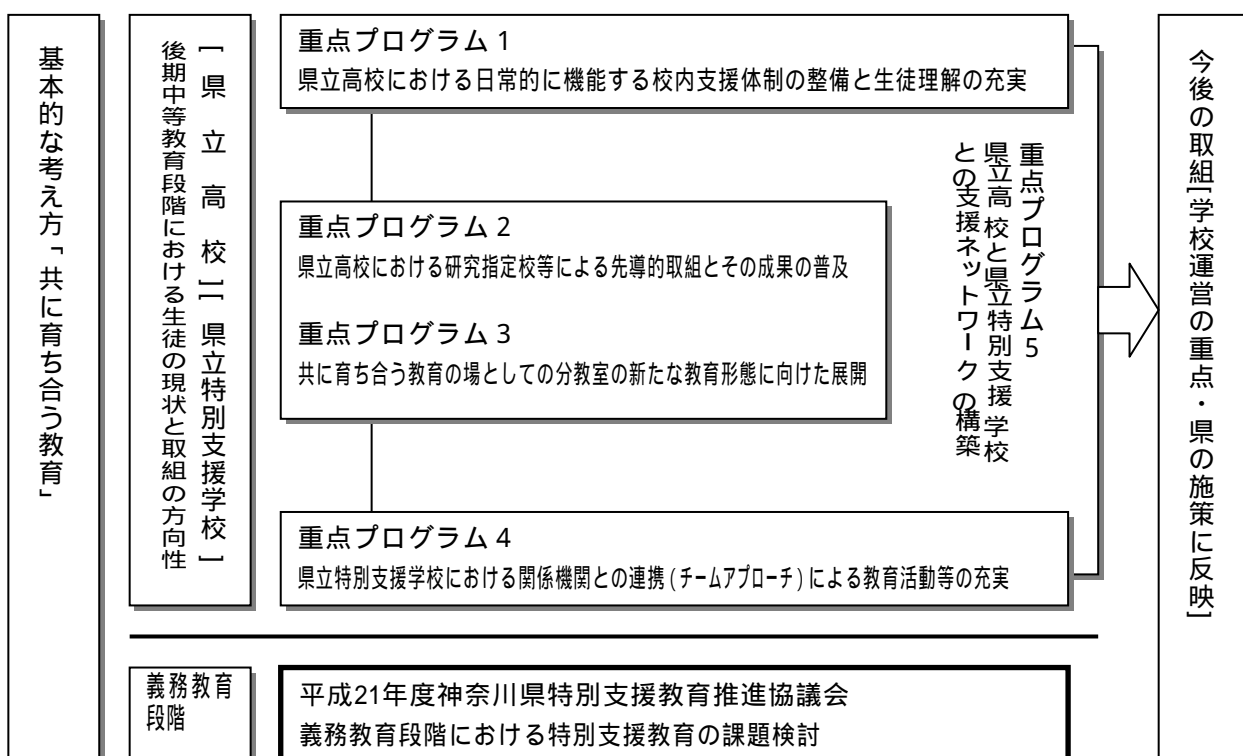 基本的な考え方「共に育ち合う教育」
[県立高校][県立特別支援学校]
後期中等教育段階における生徒の現状と取組の方向性
重点プログラム1
県立高校における日常的に機能する校内支援体制の整備と生徒理解の充実
重点プログラム2
県立高校における研究指定校等による先導的取組とその成果の普及
重点プログラム3
共に育ち合う教育の場としての分教室の新たな教育形態に向けた展開
重点プログラム4
県立特別支援学校における関係機関との連携(チームアプローチ)による教育活動等の充実
重点プログラム5
県立高校と県立特別支援学校
との支援ネットワークの構築
今後の取組[学校運営の重点・県の施策に反映]
義務教育
段階
平成21年度神奈川県特別支援教育推進協議会
義務教育段階における特別支援教育の課題検討